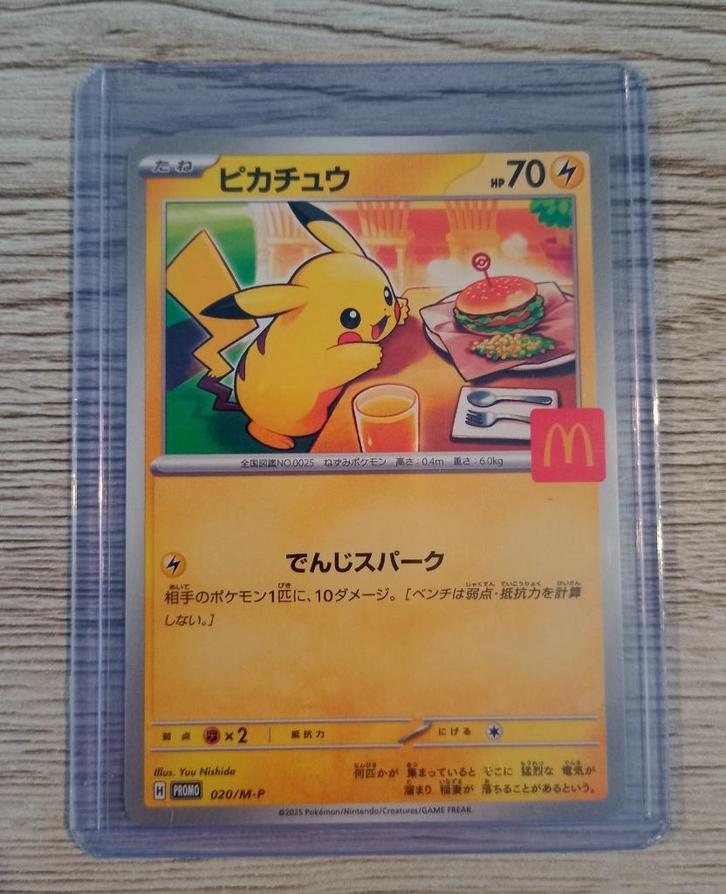 たね
ピカチュウ
HP70
全国図鑑NO.0025 ねずみポケモン 高さ:0.4m 重さ:6.0kg
でんじスパーク
相手のポケモン1匹に、10ダメージ。[ベンチは弱点・抵抗力を計算
しない。]
弱点 ×2 抵抗力 にげる
Illus. Yuu Nishida
何匹かが 集まっていると そこに 猛烈な 電気が
溜まり 稲妻が 落ちることがあるという。
H PROMO 020/M-P
©2025 Pokémon/Nintendo/Creatures/GAME FREAK.